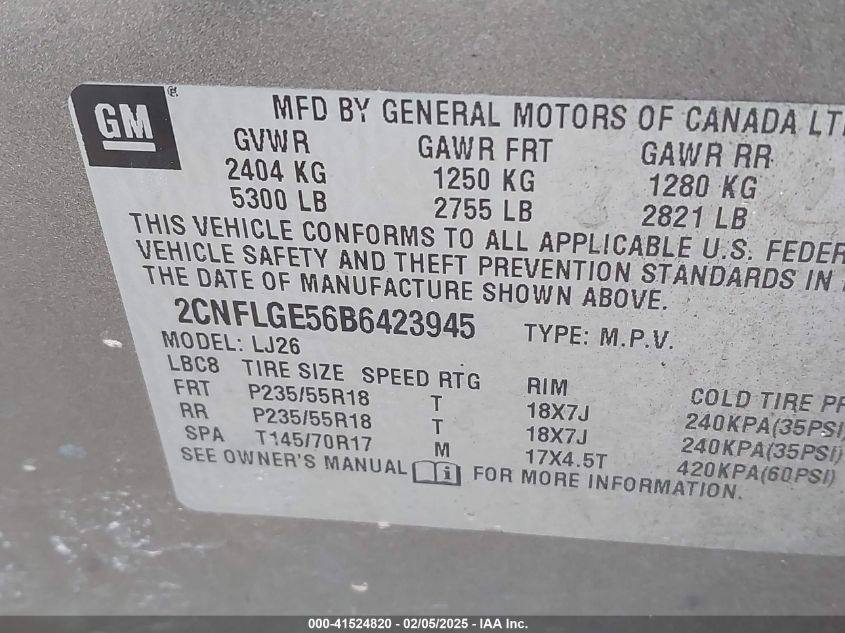 GM
MFD BY GENERAL MOTORS OF CANADA LT
GVWR GAWR FRT GAWR RR
2404 KG 1250 KG 1280 KG
5300 LB 2755 LB 2821 LB
THIS VEHICLE CONFORMS TO ALL APPLICABLE U.S. FEDER
VEHICLE SAFETY AND THEFT PREVENTION STANDARDS IN
THE DATE OF MANUFACTURE SHOWN ABOVE.
2CNFLGE56B6423945 TYPE: M.P.V.
MODEL: LJ26
LBC8 TIRE SIZE SPEED RTG RIM COLD TIRE PR
FRT P235/55R18 T 18X7J 240KPA(35PSI)
RR P235/55R18 T 18X7J 240KPA(35PSI)
SPA T145/70R17 M 17X4.5T 420KPA(60PSI)
SEE OWNER'S MANUAL i FOR MORE INFORMATION.
000-41524820 / 02/05/2025 - IAA Inc.